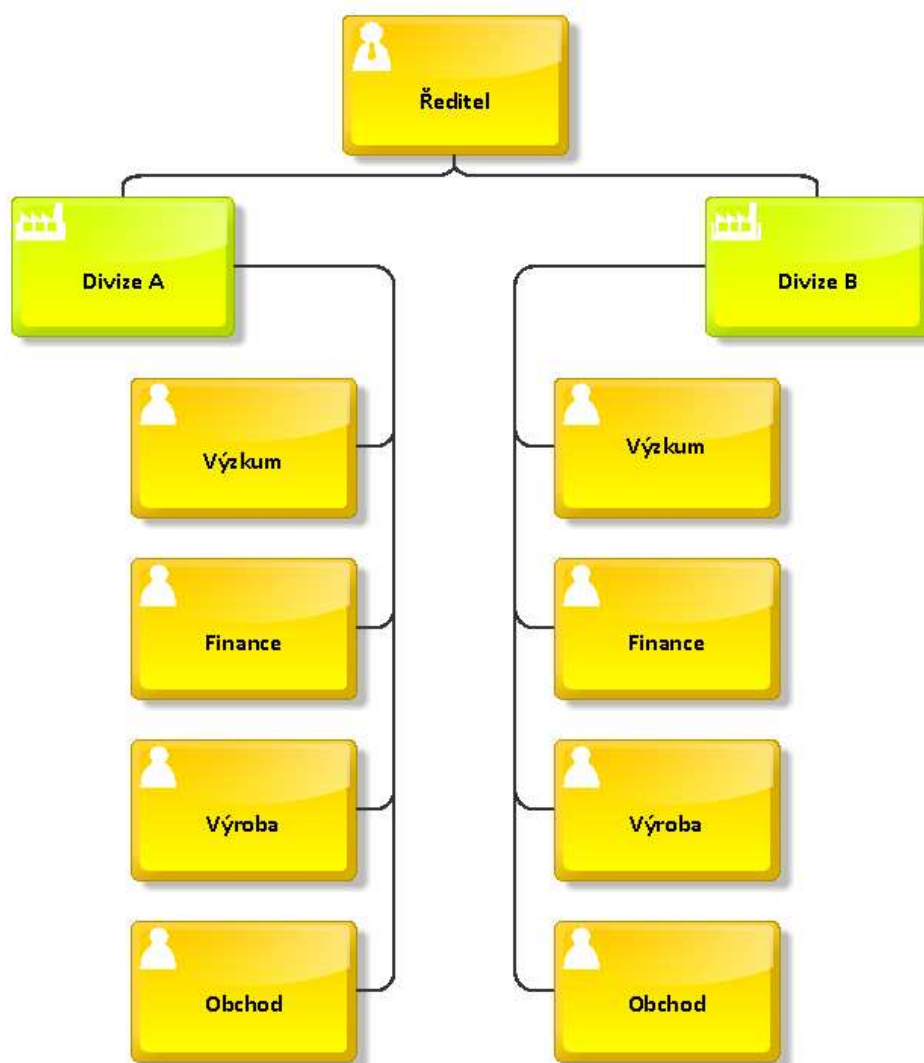 Ředitel
Divize A
Divize B
Výzkum
Výzkum
Finance
Finance
Výroba
Výroba
Obchod
Obchod